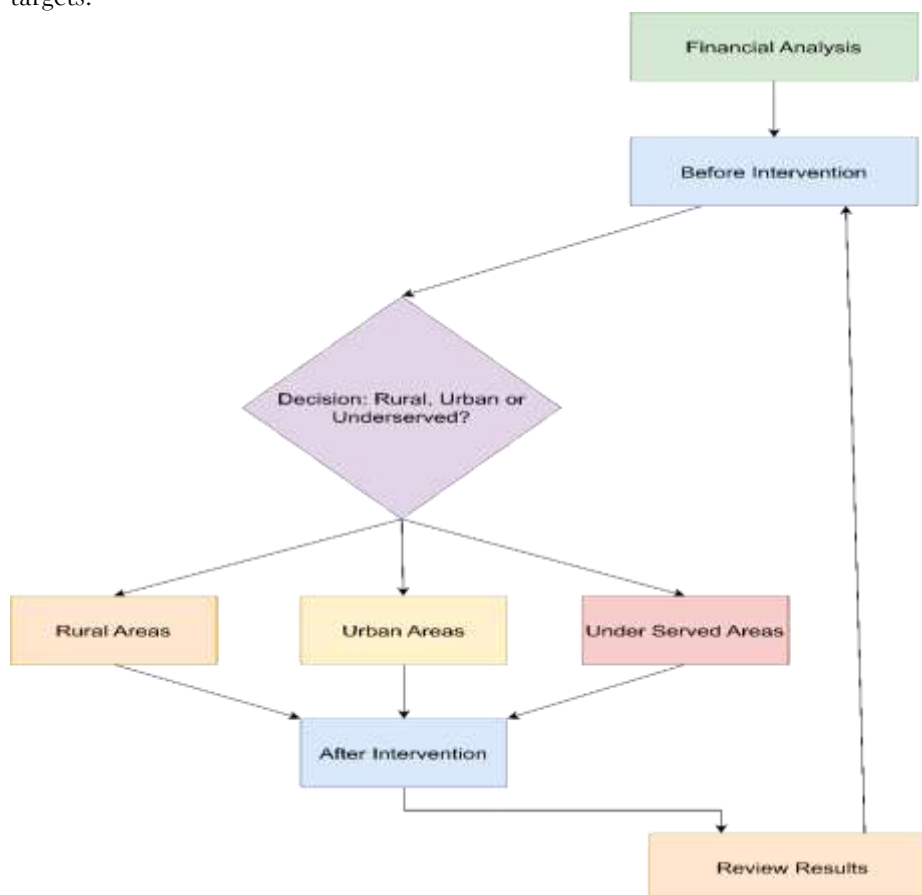 targets.
Financial Analysis
Before Intervention
Decision: Rural, Urban or
Underserved?
Rural Areas
Urban Areas
Under Served Areas
After Intervention
Review Results